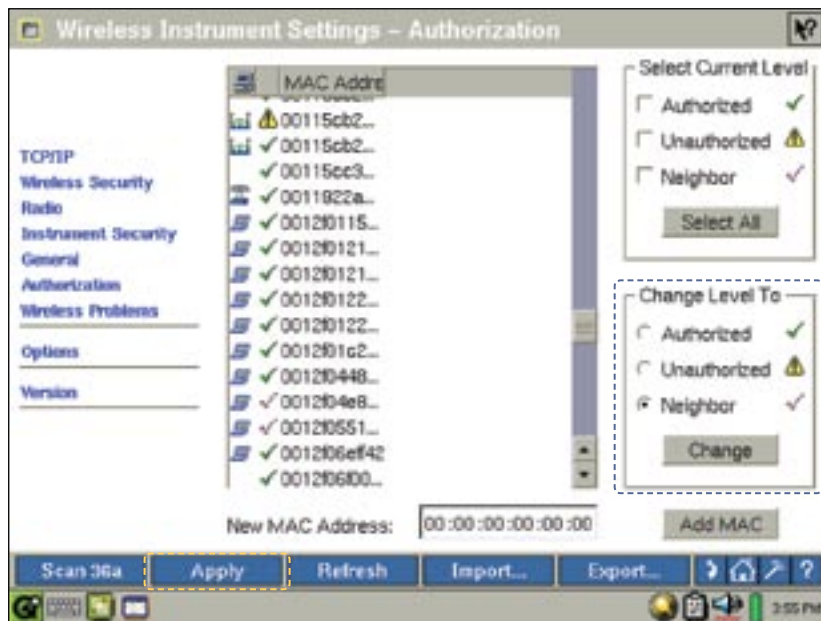 Wireless Instrument Settings – Authorization
TCP/IP
Wireless Security
Radio
Instrument Security
General
Authorization
Wireless Problems
Options
Version
MAC Addre
00115cb2...
00115cb2...
00115cc3...
0011922a...
0012f0115...
0012f0121...
0012f0121...
0012f0122...
0012f0122...
0012f01c2...
0012f0448...
0012f04e8...
0012f0551...
0012f06eff42
0012f06f00...
New MAC Address:
00:00:00:00:00:00
Add MAC
Select Current Level
Authorized
Unauthorized
Neighbor
Select All
Change Level To
Authorized
Unauthorized
Neighbor
Change
Scan 36a
Apply
Refresh
Import...
Export...
?
3:55 PM